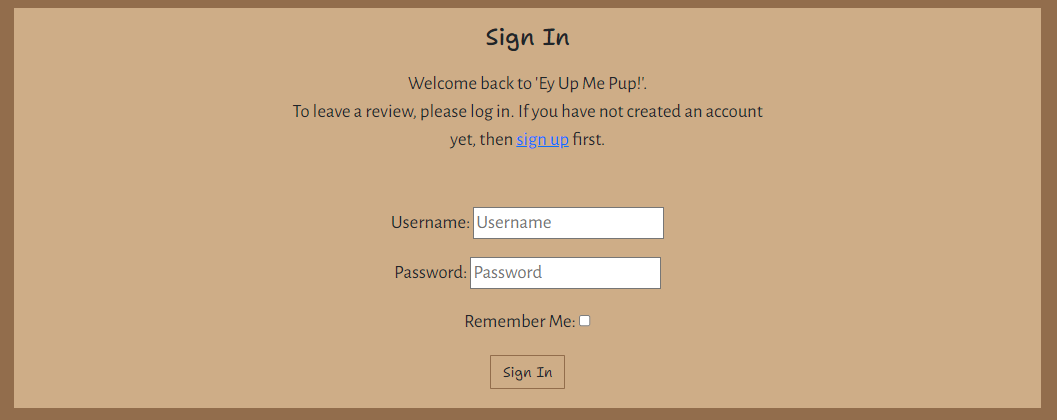 Sign In
Welcome back to 'Ey Up Me Pup!'.
To leave a review, please log in. If you have not created an account
yet, then sign up first.
Username: Username
Password: Password
Remember Me:
Sign In